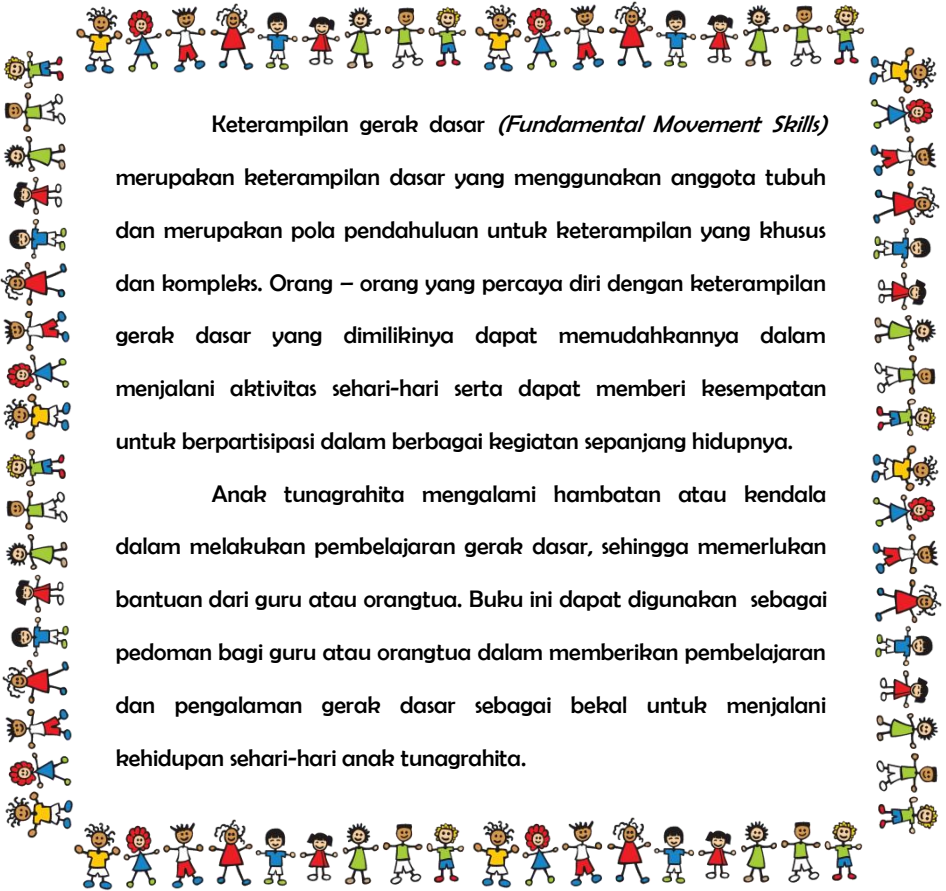 Keterampilan gerak dasar (Fundamental Movement Skills)
merupakan keterampilan dasar yang menggunakan anggota tubuh
dan merupakan pola pendahuluan untuk keterampilan yang khusus
dan kompleks. Orang – orang yang percaya diri dengan keterampilan
gerak dasar yang dimilikinya dapat memudahkannya dalam
menjalani aktivitas sehari-hari serta dapat memberi kesempatan
untuk berpartisipasi dalam berbagai kegiatan sepanjang hidupnya.
Anak tunagrahita mengalami hambatan atau kendala
dalam melakukan pembelajaran gerak dasar, sehingga memerlukan
bantuan dari guru atau orangtua. Buku ini dapat digunakan sebagai
pedoman bagi guru atau orangtua dalam memberikan pembelajaran
dan pengalaman gerak dasar sebagai bekal untuk menjalani
kehidupan sehari-hari anak tunagrahita.